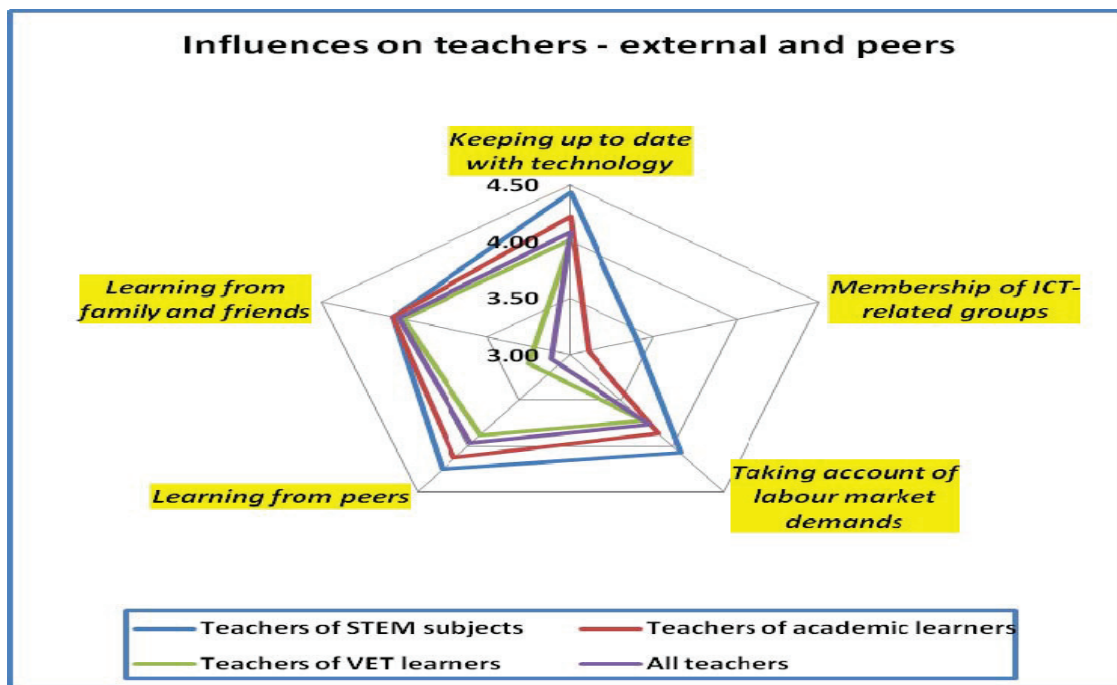 Influences on teachers - external and peers
Keeping up to date
with technology
4.50
4.00
3.50
3.00
Learning from
family and friends
Membership of ICT-
related groups
Learning from peers
Taking account of
labour market
demands
Teachers of STEM subjects
Teachers of academic learners
Teachers of VET learners
All teachers